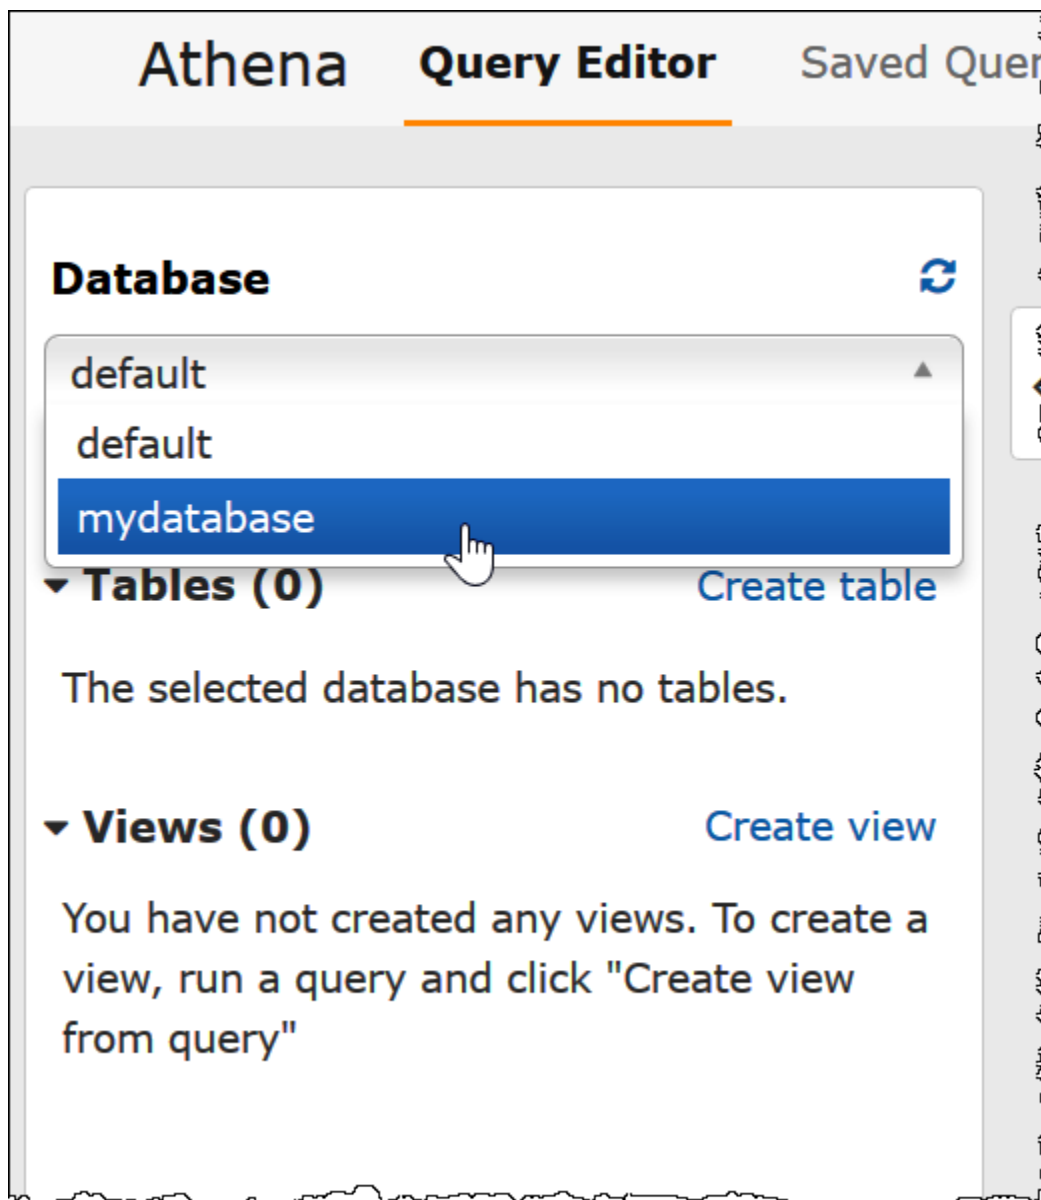 Athena Query Editor Saved Quer
Database
default
default
mydatabase
Tables (0) Create table
The selected database has no tables.
Views (0) Create view
You have not created any views. To create a
view, run a query and click "Create view
from query"